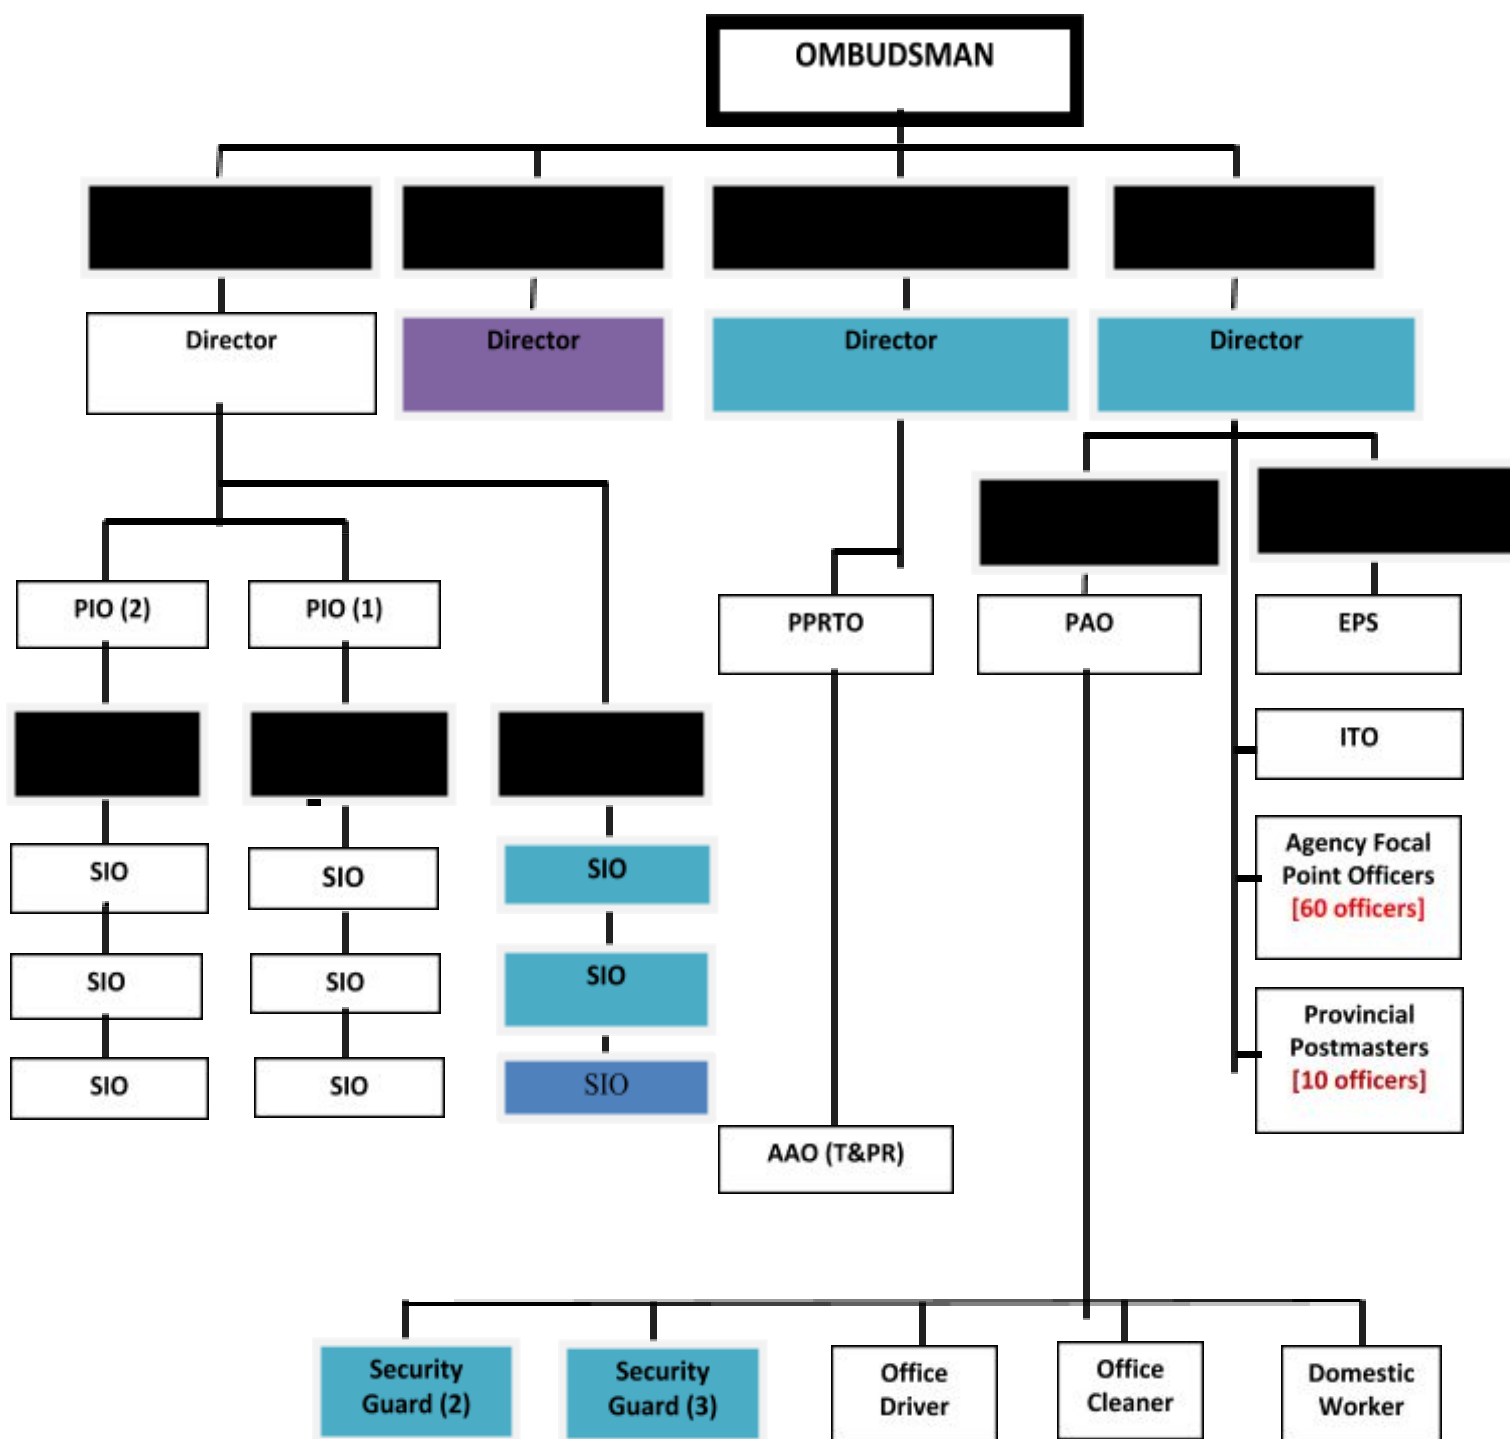 OMBUDSMAN
Director
Director
Director
Director
PIO (2)
PIO (1)
PPRTO
PAO
EPS
ITO
SIO
SIO
SIO
Agency Focal
Point Officers
[60 officers]
SIO
SIO
SIO
Provincial
Postmasters
[10 officers]
SIO
SIO
SIO
AAO (T&PR)
Security
Guard (2)
Security
Guard (3)
Office
Driver
Office
Cleaner
Domestic
Worker